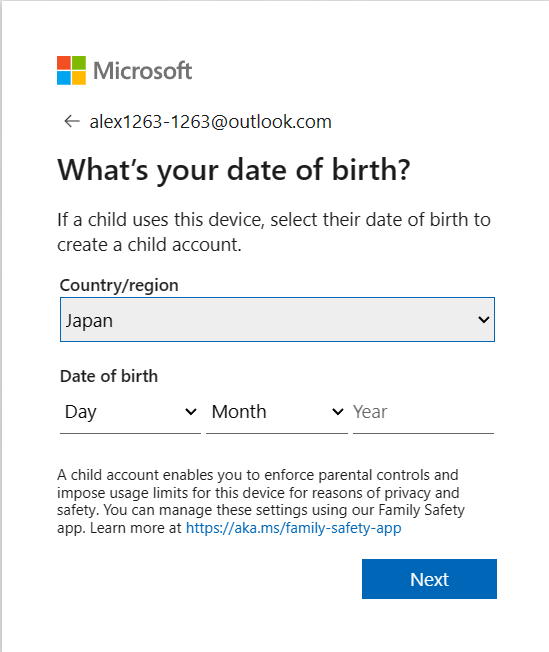 Microsoft
← alex1263-1263@outlook.com
What's your date of birth?
If a child uses this device, select their date of birth to
create a child account.
Country/region
Japan
Date of birth
Day Month Year
A child account enables you to enforce parental controls and
impose usage limits for this device for reasons of privacy and
safety. You can manage these settings using our Family Safety
app. Learn more at https://aka.ms/family-safety-app
Next